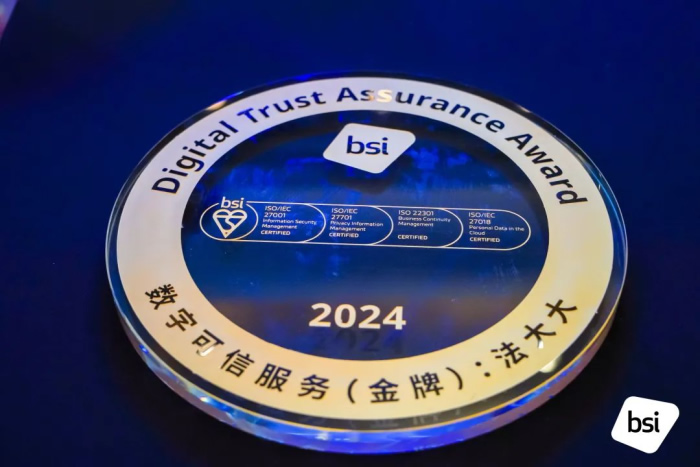 Digital Trust Assurance Award
bsi
bsi
ISO/IEC
27001
Information Security
Management
CERTIFIED
ISO/IEC
27701
Privacy Information
Management
CERTIFIED
ISO 22301
Business Continuity
Management
CERTIFIED
ISO/IEC
27018
Personal Data in the
Cloud
CERTIFIED
2024
数字可信服务(金牌):法大大
bsi